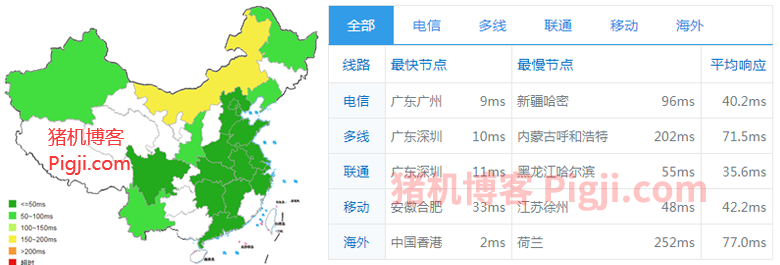 猪机博客
Pigji.com
<=50ms
50~100ms
100~150ms
150~200ms
>200ms
超时
全部 电信 多线 联通 移动 海外
线路 最快节点 最慢节点 平均响应
电信 广东广州 9ms 新疆哈密 96ms 40.2ms
多线 广东深圳 10ms 内蒙古呼和浩特 202ms 71.5ms
联通 广东深圳 11ms 黑龙江哈尔滨 55ms 35.6ms
猪机博客 Pigji.com
移动 安徽合肥 33ms 江苏徐州 48ms 42.2ms
海外 中国香港 2ms 荷兰 252ms 77.0ms